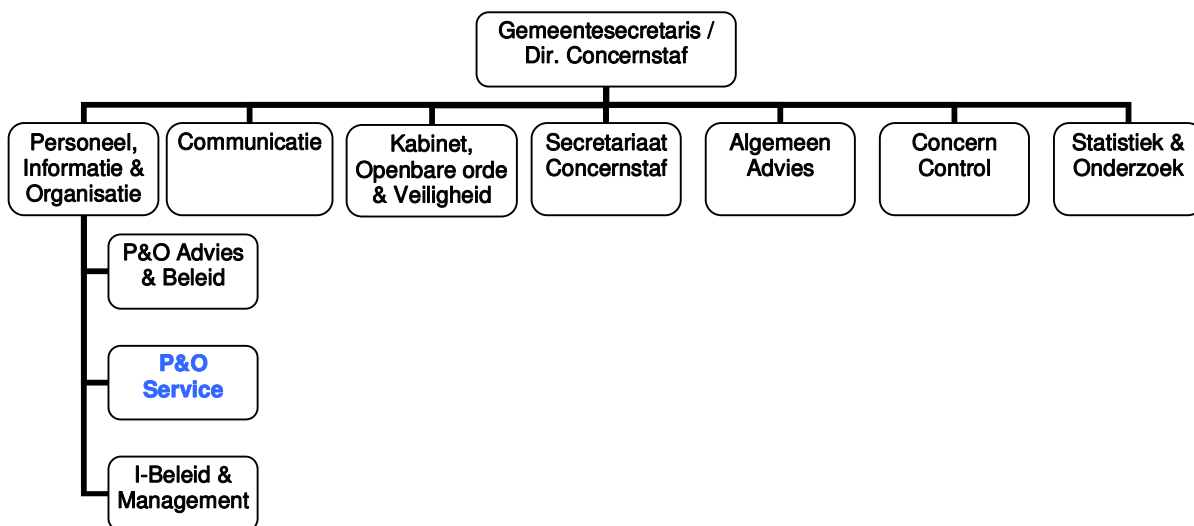 Gemeentesecretaris /
Dir. Concernstaf
Personeel,
Informatie &
Organisatie
Communicatie
Kabinet,
Openbare orde
& Veiligheid
Secretariaat
Concernstaf
Algemeen
Advies
Concern
Control
Statistiek &
Onderzoek
P&O Advies
& Beleid
P&O
Service
I-Beleid &
Management